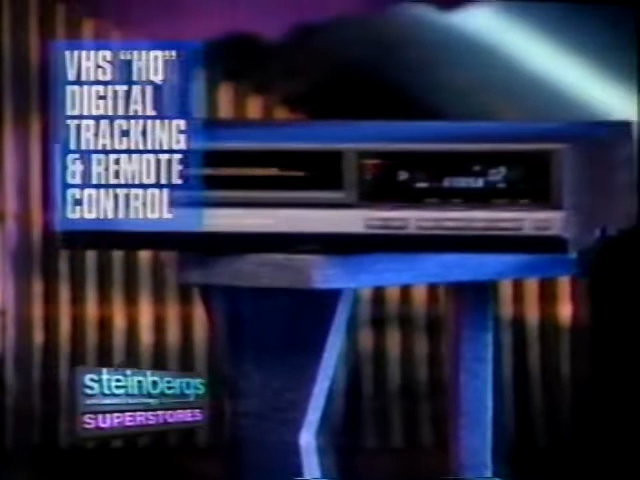 VHS "HQ"
DIGITAL
TRACKING
& REMOTE
CONTROL
steinbergs
SUPERSTORES